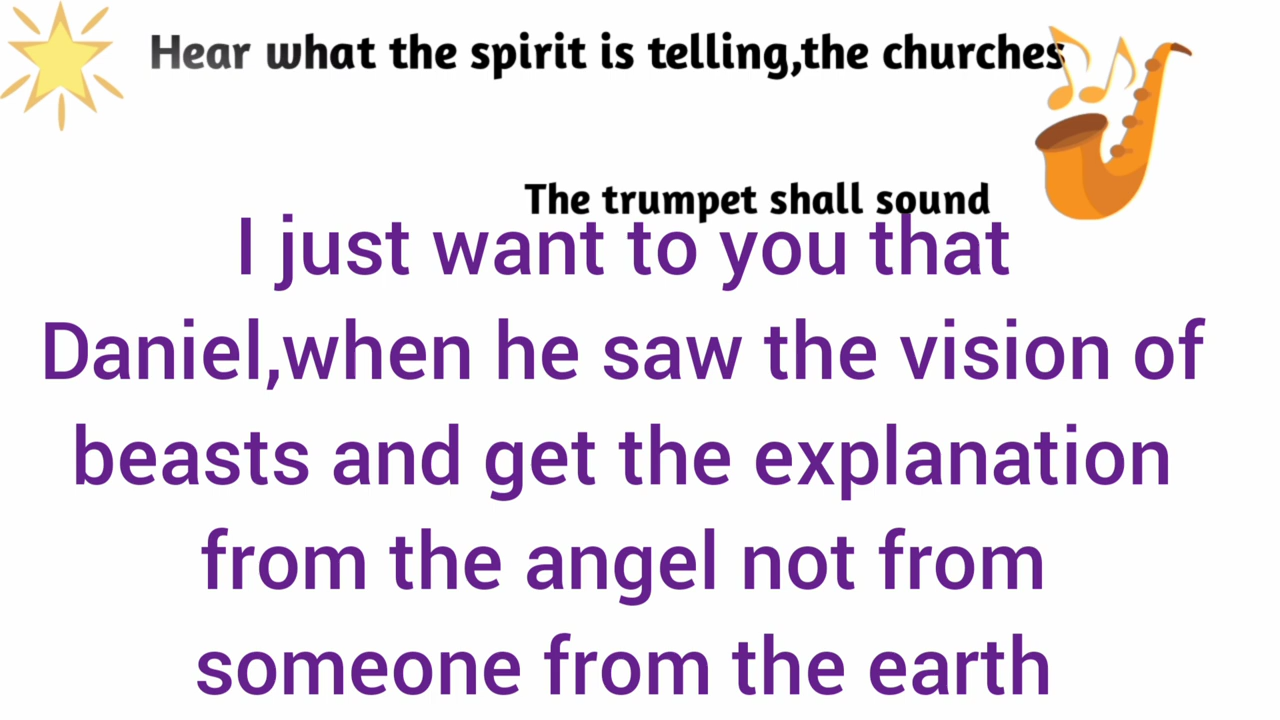 Hear what the spirit is telling,the churches
The trumpet shall sound
I just want to you that
Daniel,when he saw the vision of
beasts and get the explanation
from the angel not from
someone from the earth